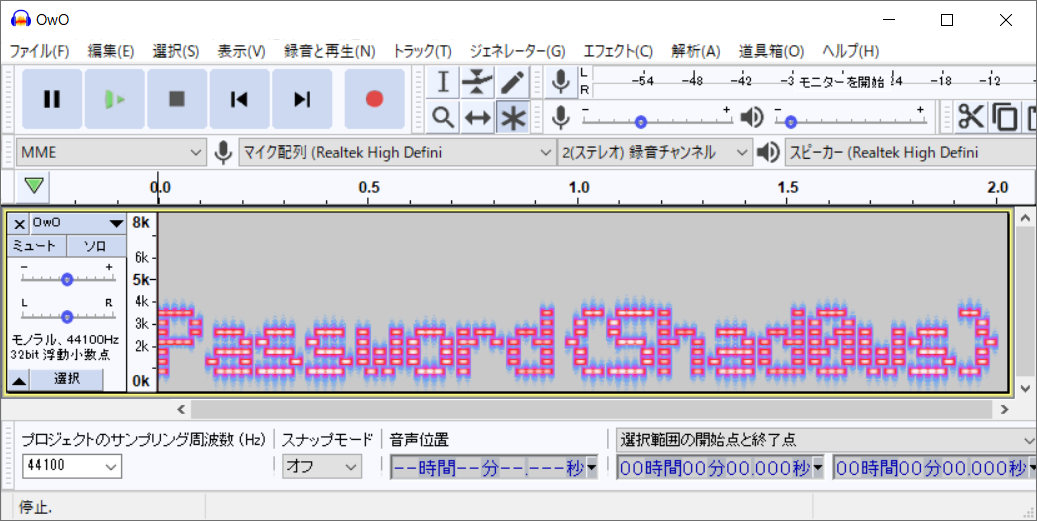 OwO
ファイル(F) 編集(E) 選択(S) 表示(V) 録音と再生(N) トラック(T) ジェネレーター(G) エフェクト(C) 解析(A) 道具箱(O) ヘルプ(H)
L R -54 -48 -42 -3 モニターを開始 !4 -18 -12
- + - +
MME マイク配列 (Realtek High Defini 2(ステレオ) 録音チャンネル スピーカー (Realtek High Defini
0.0 0.5 1.0 1.5 2.0
× OwO
ミュート ソロ
- +
L R
モノラル、44100Hz
32bit 浮動小数点
選択
8k
6k
5k
4k
3k
2k
0k
Password(Shad0ws)
プロジェクトのサンプリング周波数 (Hz) スナップモード 音声位置 選択範囲の開始点と終了点
44100 オフ --時間--分--.---秒 00時間00分00.000秒 00時間00分00.000秒
停止.